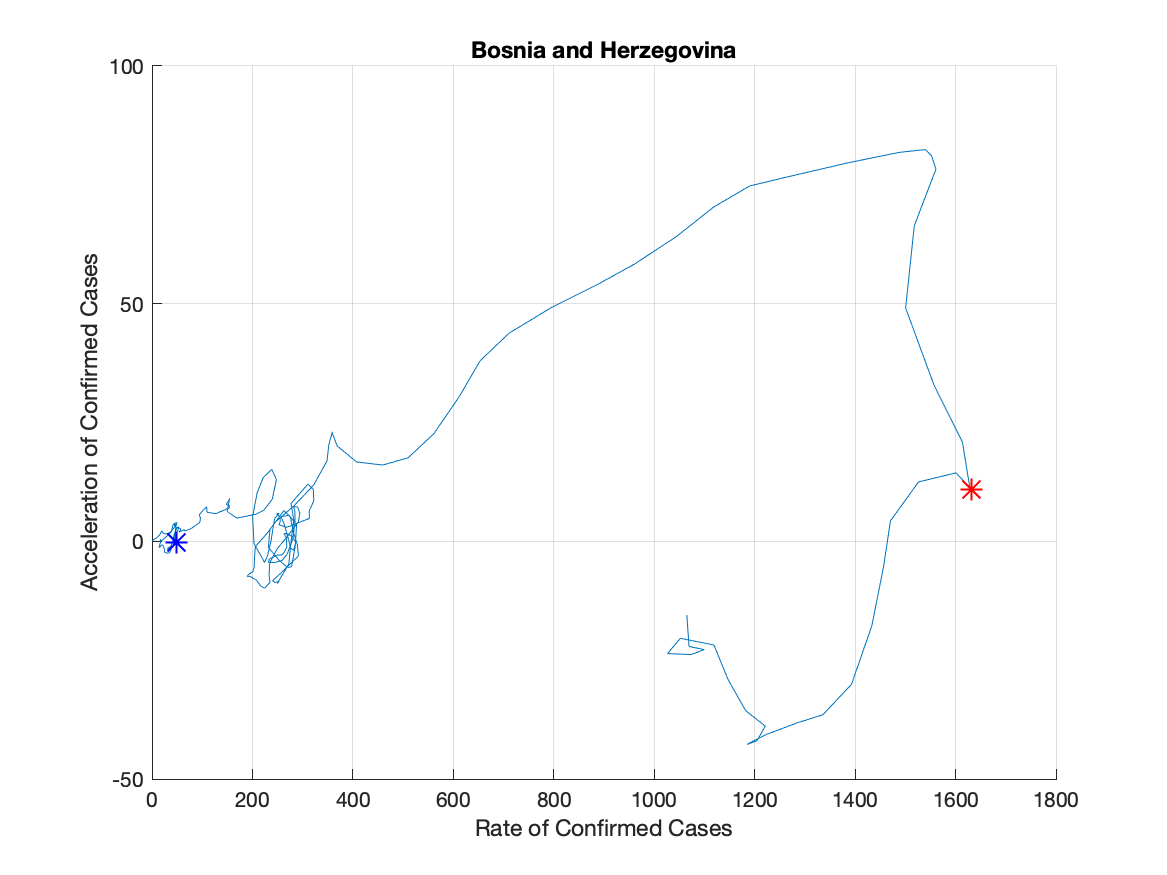 Bosnia and Herzegovina
100
50
0
-50
Acceleration of Confirmed Cases
0 200 400 600 800 1000 1200 1400 1600 1800
Rate of Confirmed Cases